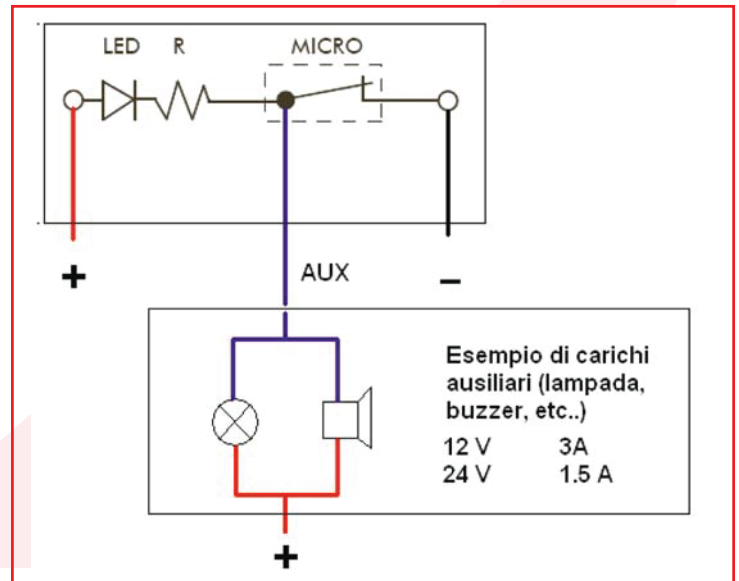 LED R MICRO
+ AUX −
Esempio di carichi
ausiliari (lampada,
buzzer, etc..)
12 V 3A
24 V 1.5 A
+